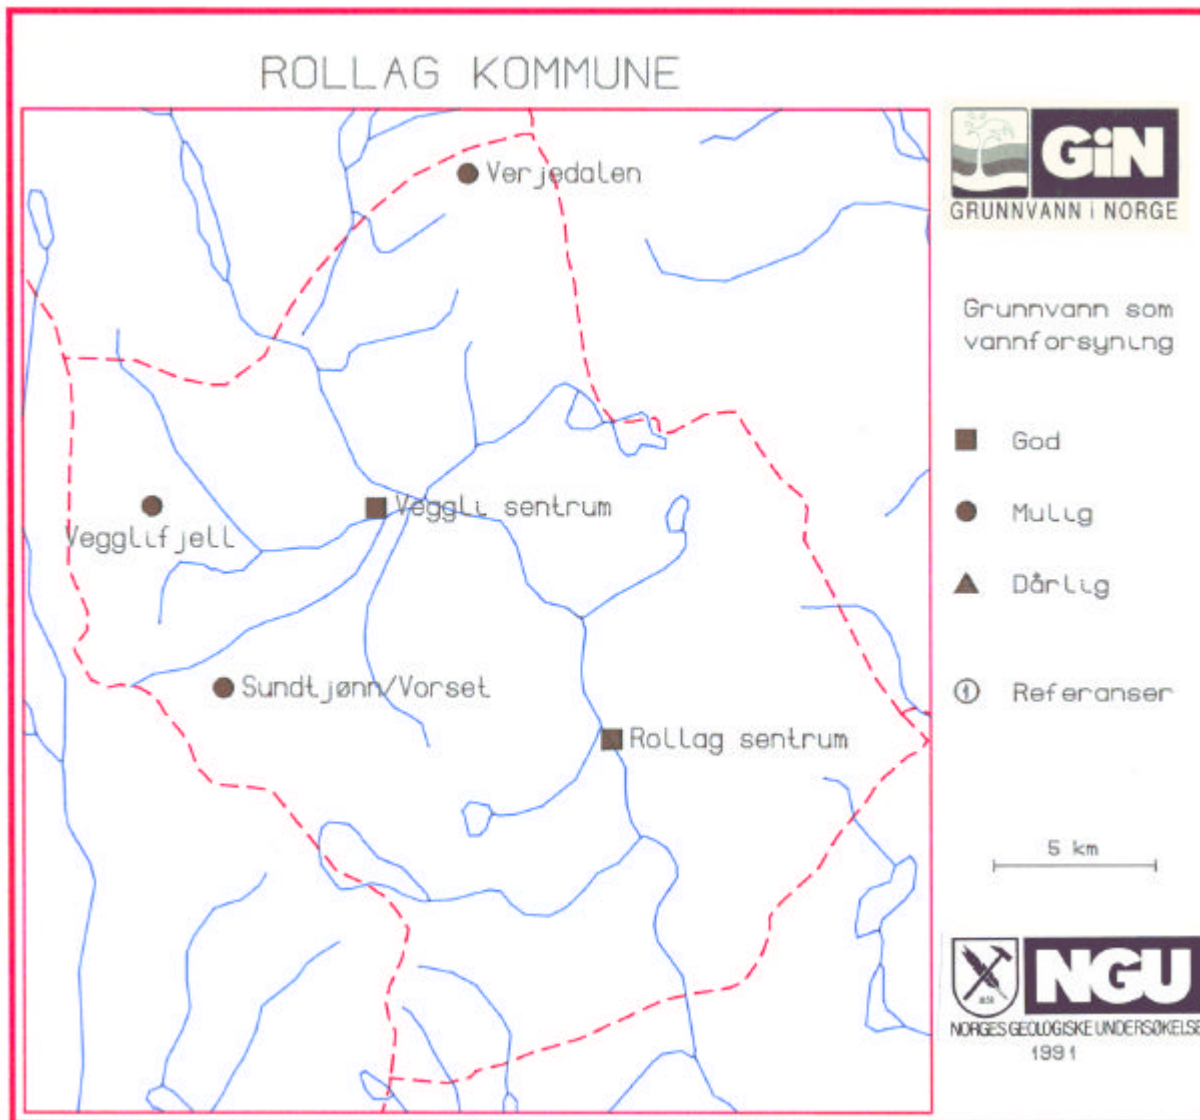 ROLLAG KOMMUNE
GiN
GRUNNVANN i NORGE
Verjedalen
Grunnvann som
vannforsyning
God
Veggli sentrum
Mulig
Vegglifjell
Dårlig
Sundtjønn/Vorset
Referanser
Rollag sentrum
5 km
NGU
NORGES GEOLOGISKE UNDERSØKELSE
1991